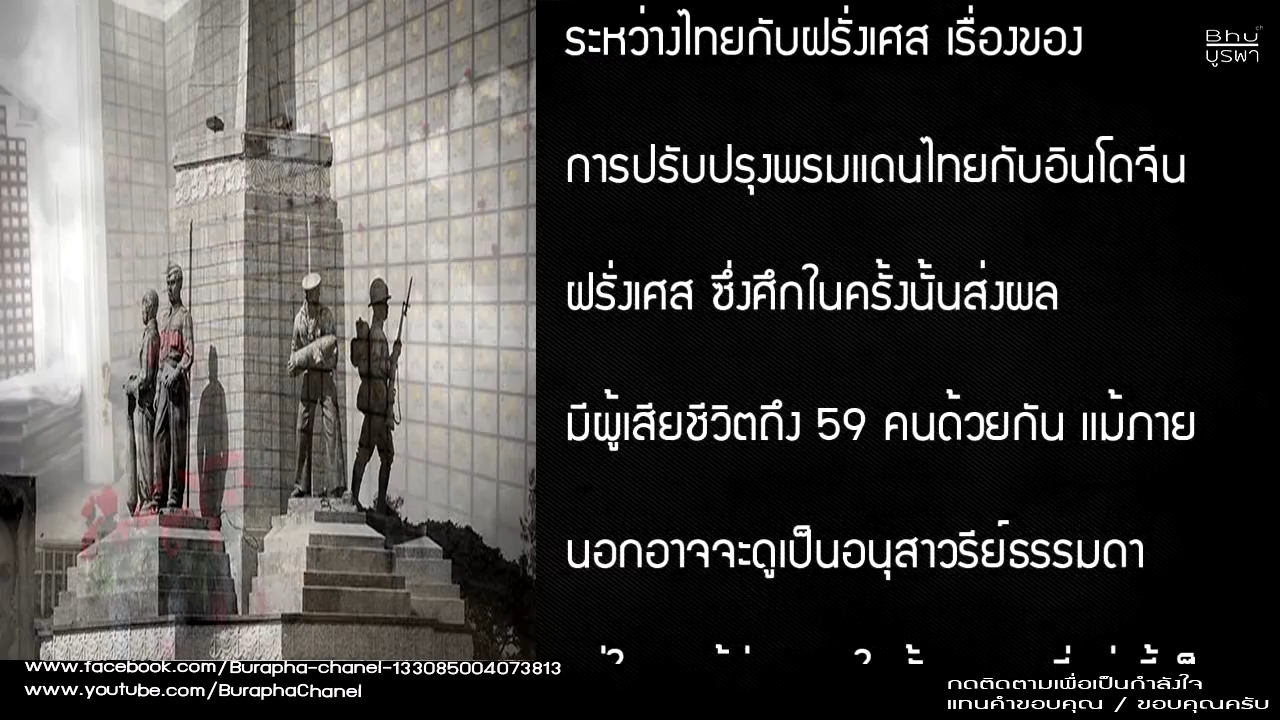 ระหว่างไทยกับฝรั่งเศส เรื่องของ
Bhu
บูรพา
การปรับปรุงพรมแดนไทยกับอินโดจีน
ฝรั่งเศส ซึ่งศึกในครั้งนั้นส่งผล
มีผู้เสียชีวิตถึง 59 คนด้วยกัน แม้ภาย
นอกอาจจะดูเป็นอนุสาวรีย์ธรรมดา
www.facebook.com/Burapha-chanel-133085004073813
www.youtube.com/BuraphaChanel
กดติดตามเพื่อเป็นกำลังใจ
แทนคำขอบคุณ / ขอบคุณครับ